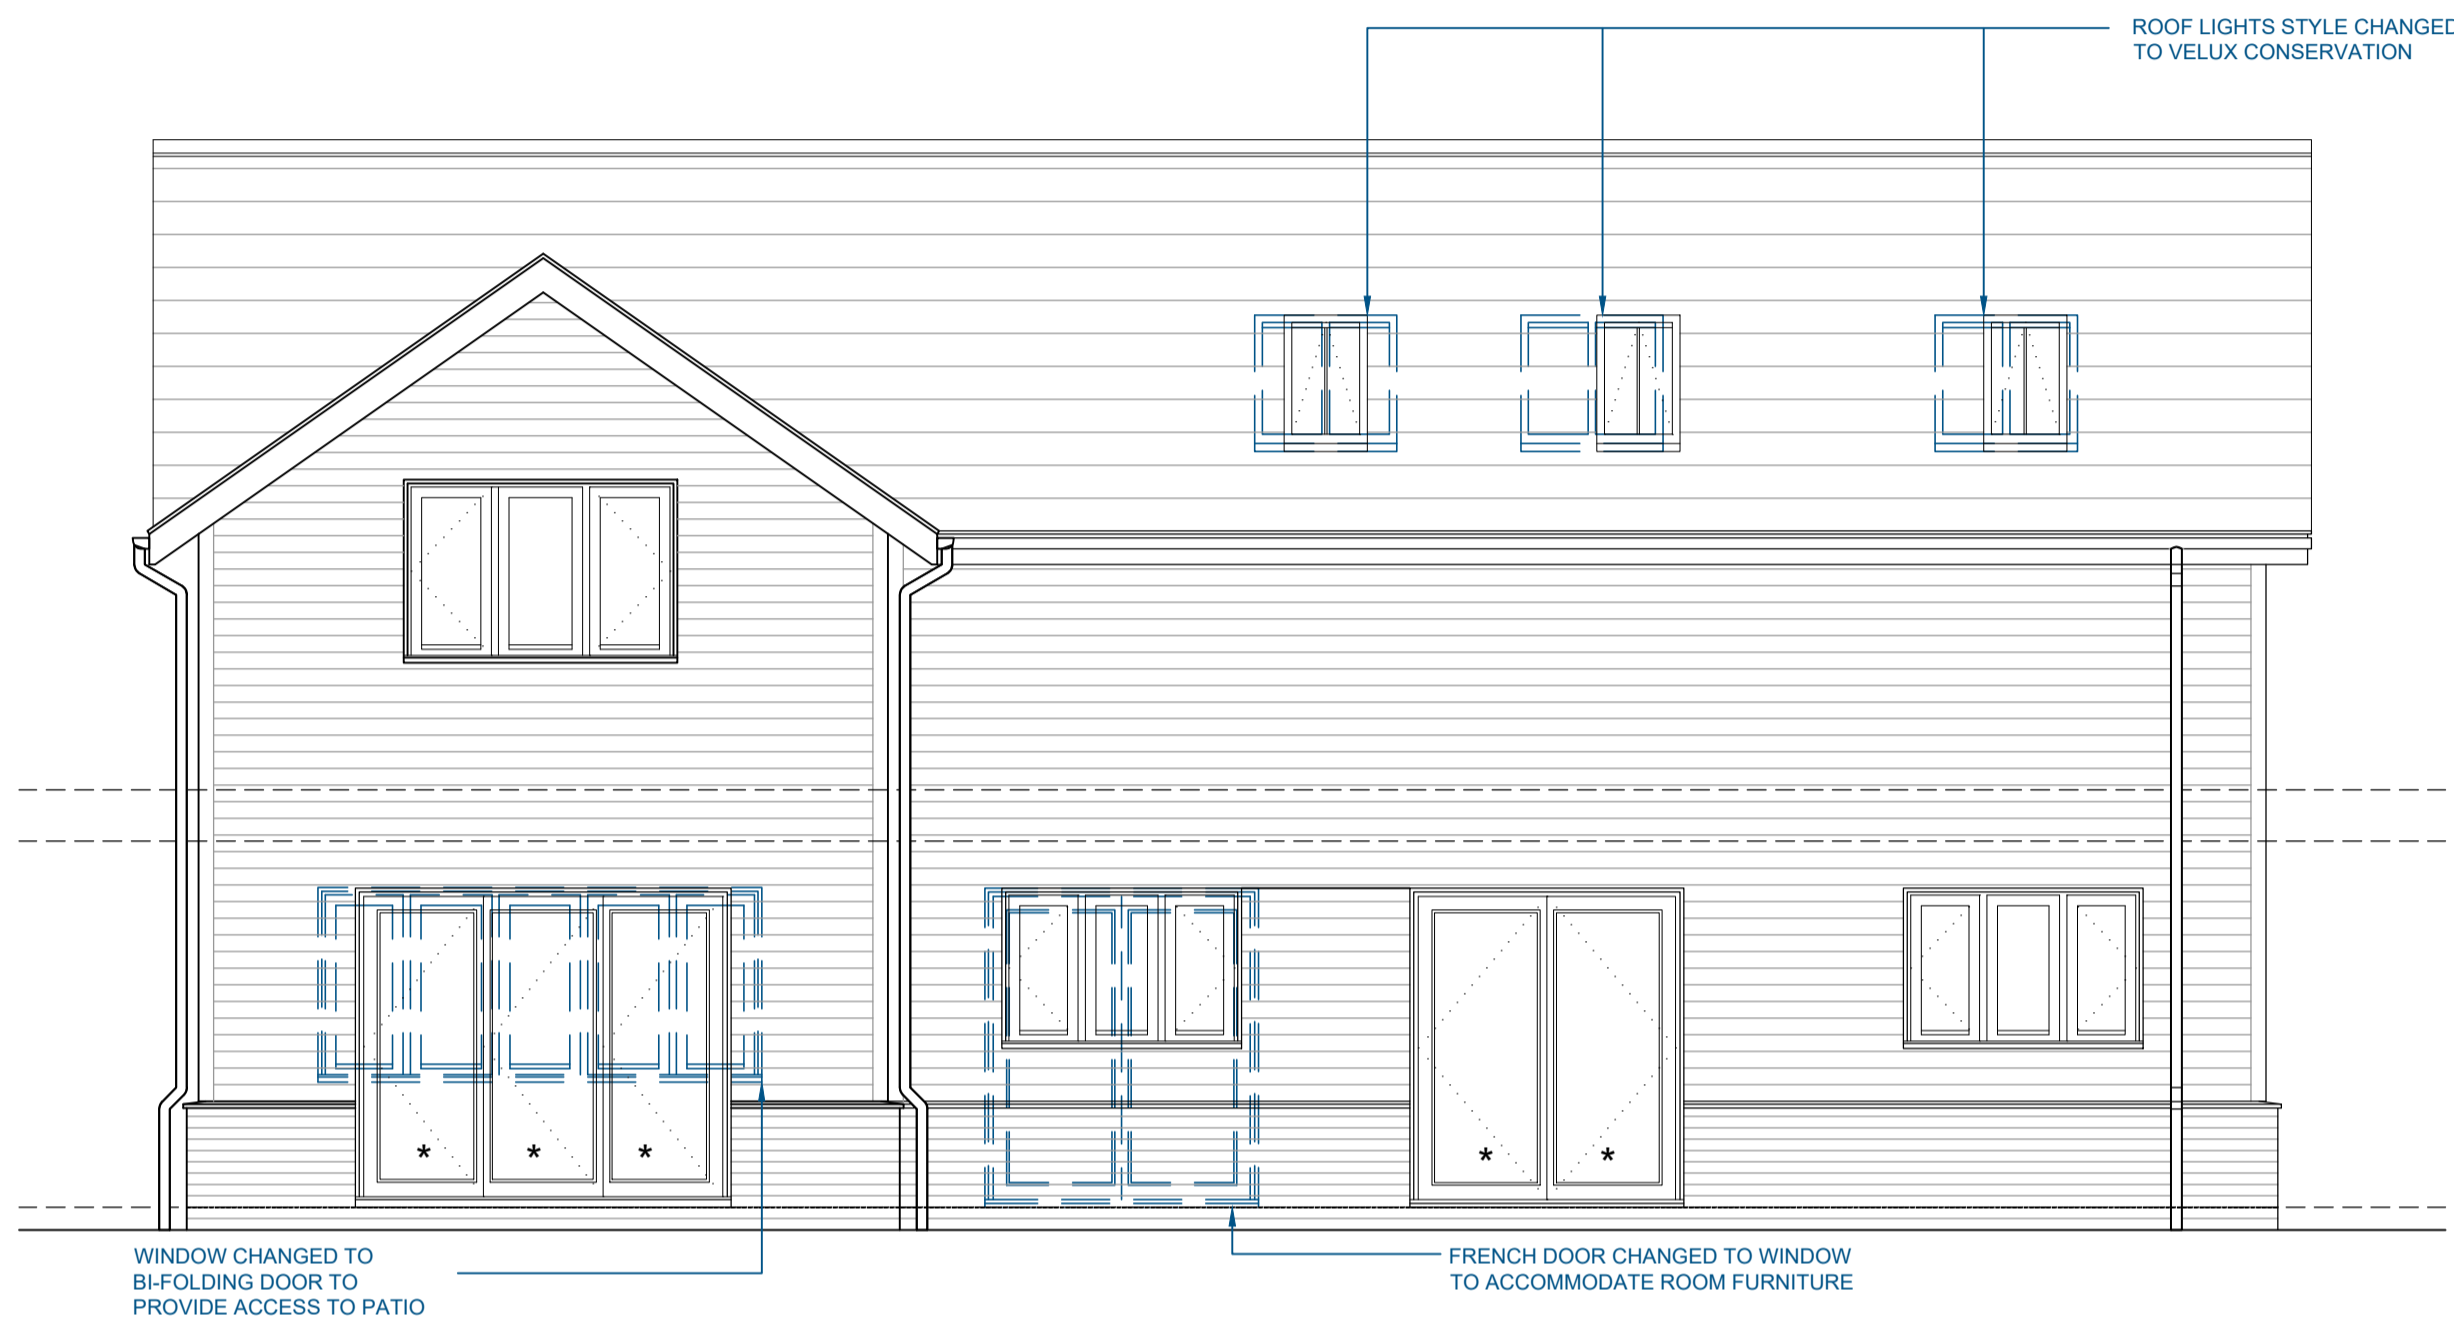 ROOF LIGHTS STYLE CHANGED
TO VELUX CONSERVATION
* * *
* *
WINDOW CHANGED TO
BI-FOLDING DOOR TO
PROVIDE ACCESS TO PATIO
FRENCH DOOR CHANGED TO WINDOW
TO ACCOMMODATE ROOM FURNITURE